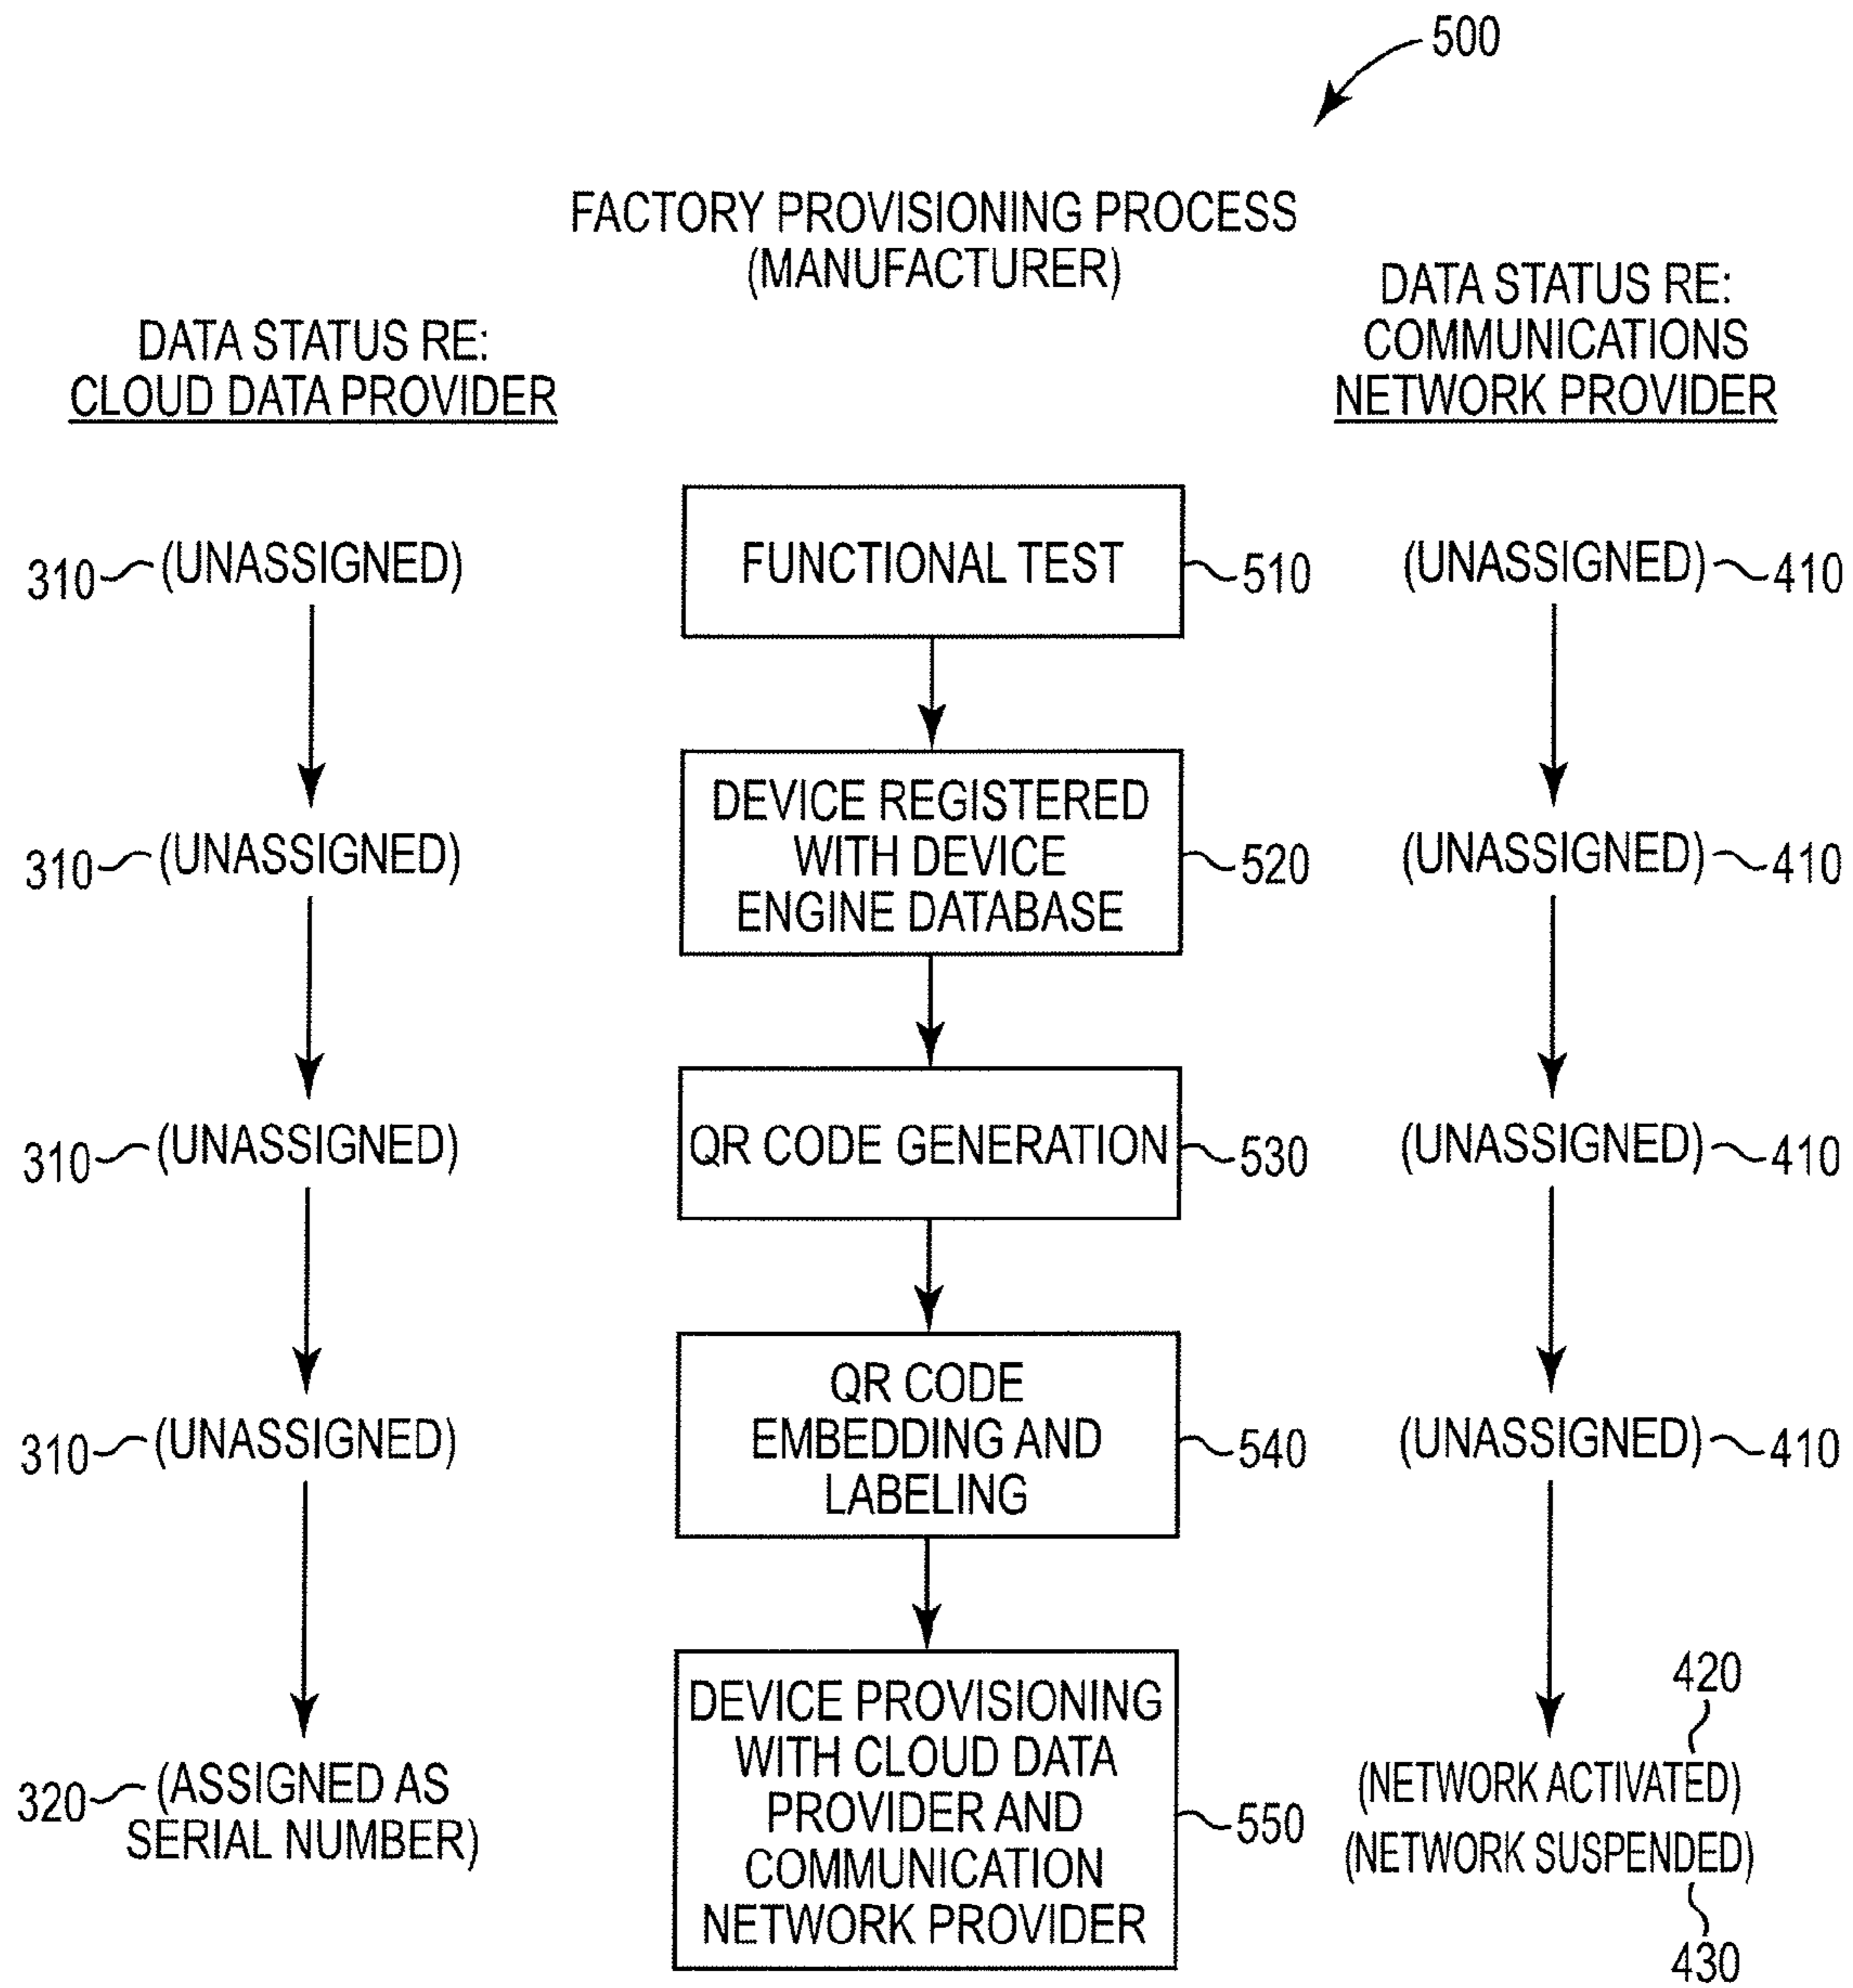 500
FACTORY PROVISIONING PROCESS
(MANUFACTURER)
DATA STATUS RE:
CLOUD DATA PROVIDER
DATA STATUS RE:
COMMUNICATIONS
NETWORK PROVIDER
310 (UNASSIGNED)
FUNCTIONAL TEST
510
(UNASSIGNED) 410
310 (UNASSIGNED)
DEVICE REGISTERED
WITH DEVICE
ENGINE DATABASE
520
(UNASSIGNED) 410
310 (UNASSIGNED)
QR CODE GENERATION
530
(UNASSIGNED) 410
310 (UNASSIGNED)
QR CODE
EMBEDDING AND
LABELING
540
(UNASSIGNED) 410
320 (ASSIGNED AS
SERIAL NUMBER)
DEVICE PROVISIONING
WITH CLOUD DATA
PROVIDER AND
COMMUNICATION
NETWORK PROVIDER
550
420
(NETWORK ACTIVATED)
(NETWORK SUSPENDED)
430